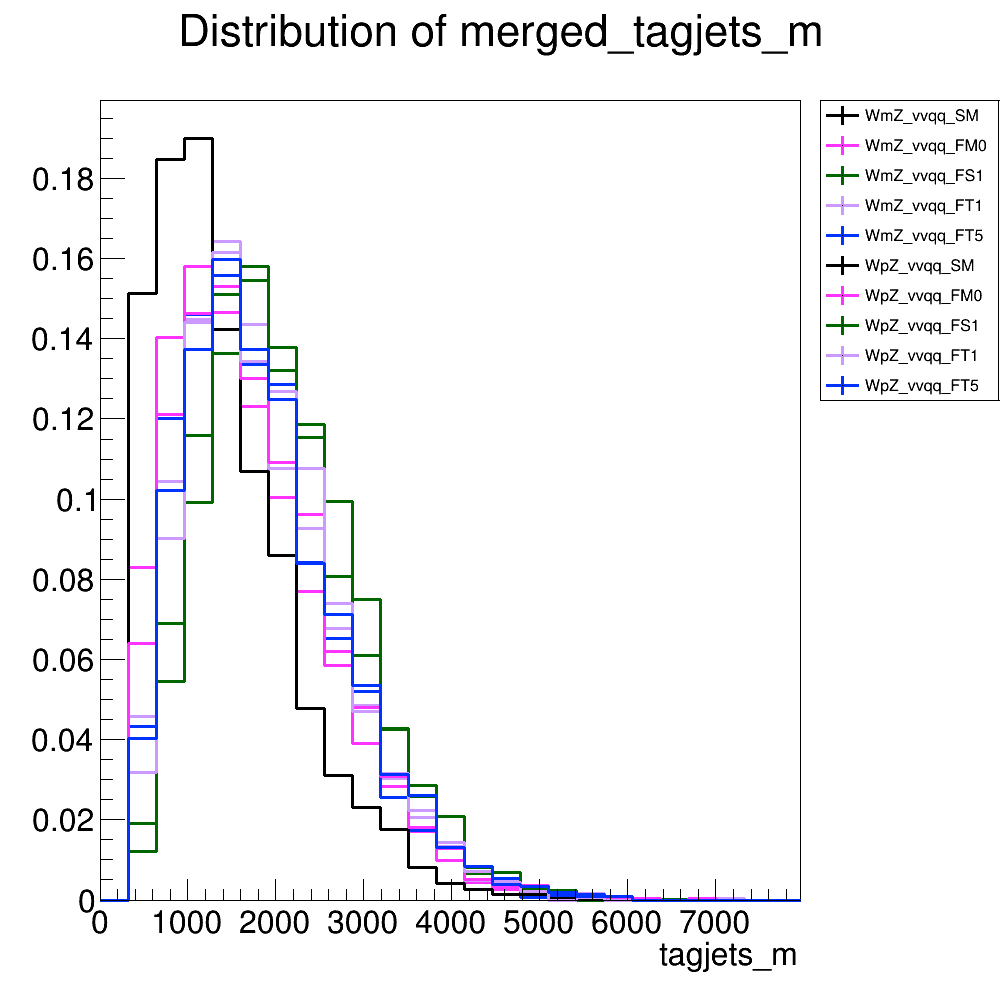 Distribution of merged_tagjets_m
WmZ_vvqq_SM
WmZ_vvqq_FM0
WmZ_vvqq_FS1
WmZ_vvqq_FT1
WmZ_vvqq_FT5
WpZ_vvqq_SM
WpZ_vvqq_FM0
WpZ_vvqq_FS1
WpZ_vvqq_FT1
WpZ_vvqq_FT5
0.18
0.16
0.14
0.12
0.1
0.08
0.06
0.04
0.02
0
0 1000 2000 3000 4000 5000 6000 7000
tagjets_m